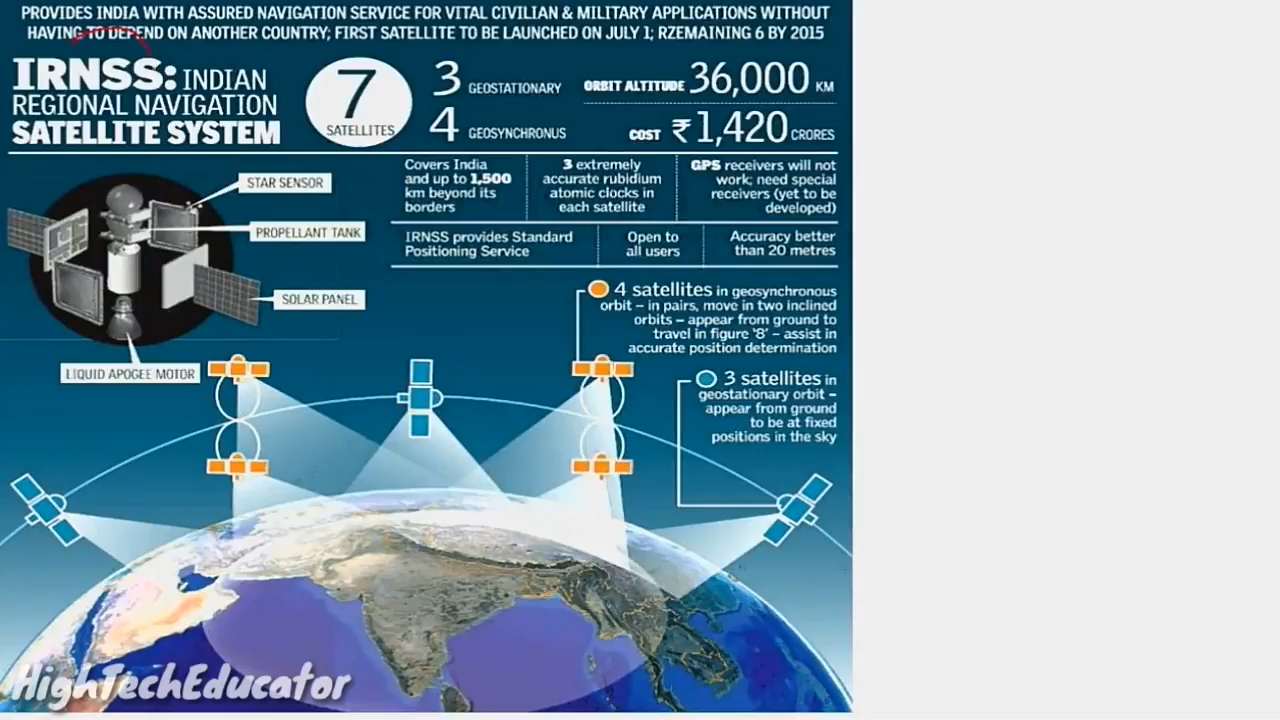 PROVIDES INDIA WITH ASSURED NAVIGATION SERVICE FOR VITAL CIVILIAN & MILITARY APPLICATIONS WITHOUT
HAVING TO DEPEND ON ANOTHER COUNTRY; FIRST SATELLITE TO BE LAUNCHED ON JULY 1; RZEMAINING 6 BY 2015
IRNSS: INDIAN
REGIONAL NAVIGATION
SATELLITE SYSTEM
7
SATELLITES
3 GEOSTATIONARY
4 GEOSYNCHRONUS
ORBIT ALTITUDE 36,000 KM
COST ₹1,420 CRORES
Covers India
and up to 1,500
km beyond its
borders
3 extremely
accurate rubidium
atomic clocks in
each satellite
GPS receivers will not
work; need special
receivers (yet to be
developed)
IRNSS provides Standard
Positioning Service
Open to
all users
Accuracy better
than 20 metres
STAR SENSOR
PROPELLANT TANK
SOLAR PANEL
LIQUID APOGEE MOTOR
4 satellites in geosynchronous
orbit – in pairs, move in two inclined
orbits – appear from ground to
travel in figure '8' – assist in
accurate position determination
3 satellites in
geostationary orbit –
appear from ground
to be at fixed
positions in the sky
HighTechEducator